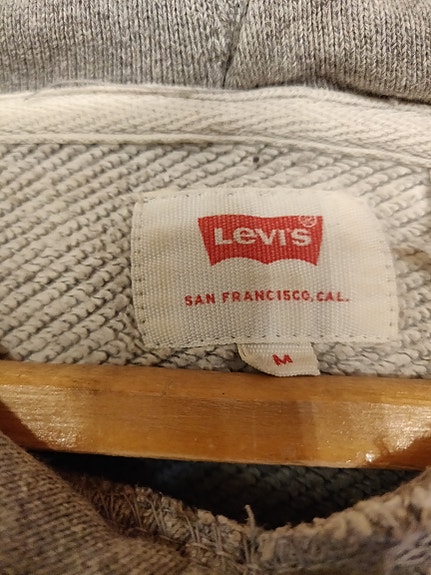 LEVI'S ®
SAN FRANCISCO, CAL.
M